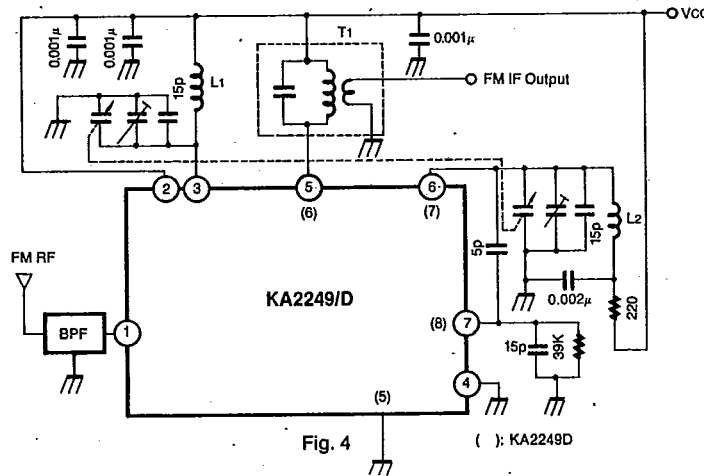 Vcc
T1
0.001μ
0.001μ
0.001μ
15p
L1
FM IF Output
2
3
5
6
(6)
(7)
5p
15p
L2
FM RF
KA2249/D
0.002μ
220
BPF
1
(8)
7
15p
39K
4
(5)
Fig. 4
( ): KA2249D